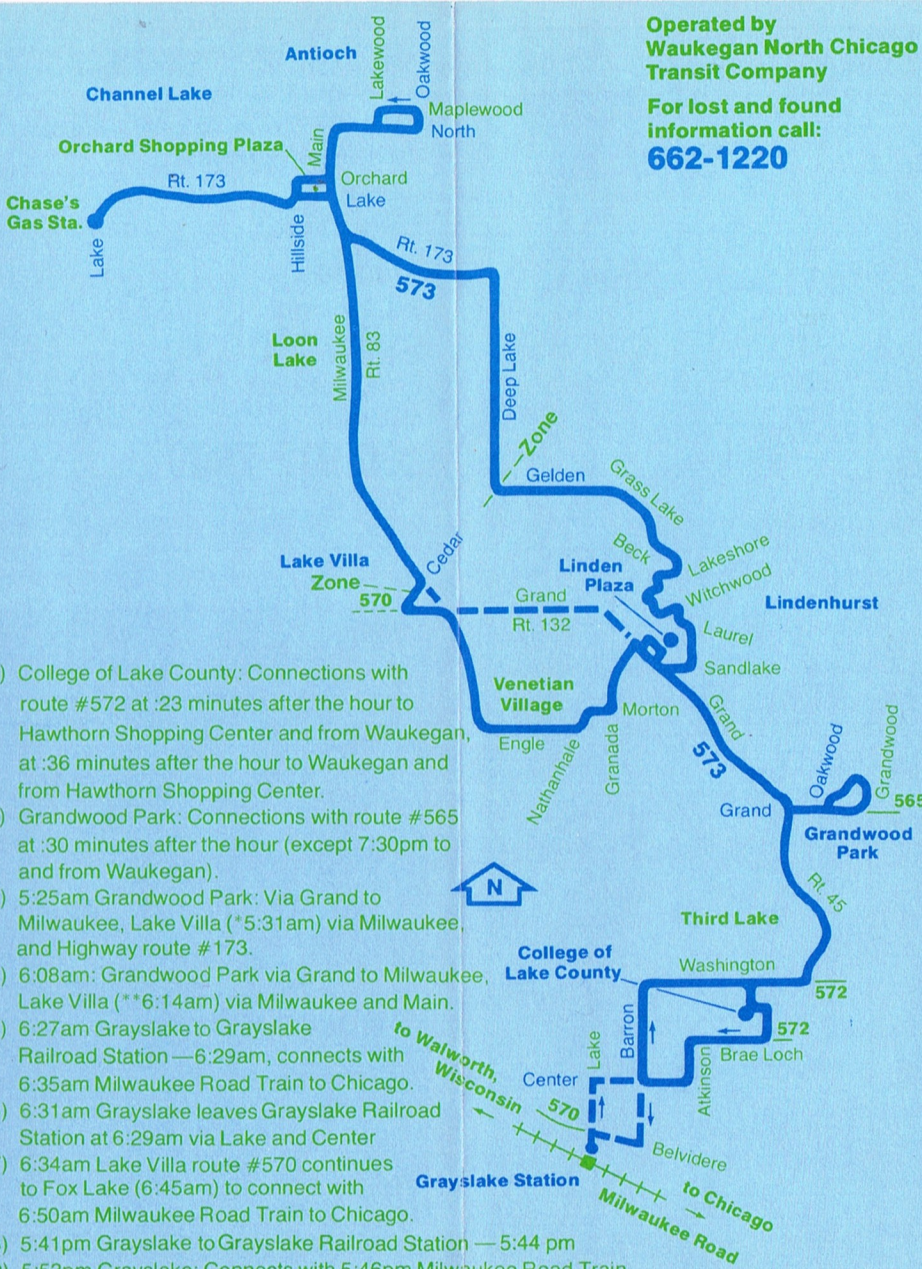 Operated by
Waukegan North Chicago
Transit Company
For lost and found
information call:
662-1220
Antioch
Lakewood
Oakwood
Channel Lake
Maplewood
North
Main
Orchard Shopping Plaza
Rt. 173
Orchard
Lake
Chase's
Gas Sta.
Lake
Hillside
Rt. 173
573
Loon
Lake
Milwaukee
Rt. 83
Deep Lake
Zone
Gelden
Grass Lake
Beck
Lakeshore
Witchwood
Lake Villa
Zone
570
Cedar
Linden
Plaza
Grand
Rt. 132
Lindenhurst
Laurel
Sandlake
Venetian
Village
Morton
Grand
573
Engle
Nathanhale
Granada
Oakwood
Grandwood
565
Grand
Grandwood
Park
N
Rt. 45
Third Lake
College of
Lake County
Washington
572
Barron
572
Brae Loch
Atkinson
Lake
Center
to Walworth,
Wisconsin
570
Belvidere
Grayslake Station
to Chicago
Milwaukee Road
) College of Lake County: Connections with
route #572 at :23 minutes after the hour to
Hawthorn Shopping Center and from Waukegan,
at :36 minutes after the hour to Waukegan and
from Hawthorn Shopping Center.
) Grandwood Park: Connections with route #565
at :30 minutes after the hour (except 7:30pm to
and from Waukegan).
) 5:25am Grandwood Park: Via Grand to
Milwaukee, Lake Villa (*5:31am) via Milwaukee,
and Highway route #173.
) 6:08am: Grandwood Park via Grand to Milwaukee,
Lake Villa (**6:14am) via Milwaukee and Main.
) 6:27am Grayslake to Grayslake
Railroad Station — 6:29am, connects with
6:35am Milwaukee Road Train to Chicago.
) 6:31am Grayslake leaves Grayslake Railroad
Station at 6:29am via Lake and Center
) 6:34am Lake Villa route #570 continues
to Fox Lake (6:45am) to connect with
6:50am Milwaukee Road Train to Chicago.
) 5:41pm Grayslake to Grayslake Railroad Station — 5:44 pm